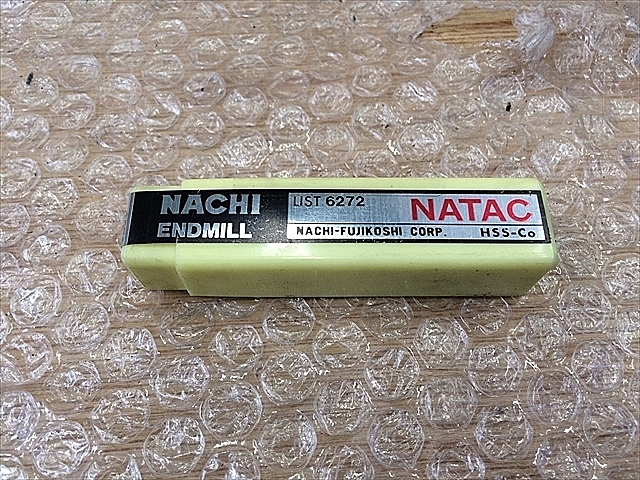 NACHI
ENDMILL
LIST 6272
NATAC
NACHI-FUJIKOSHI CORP. HSS-Co